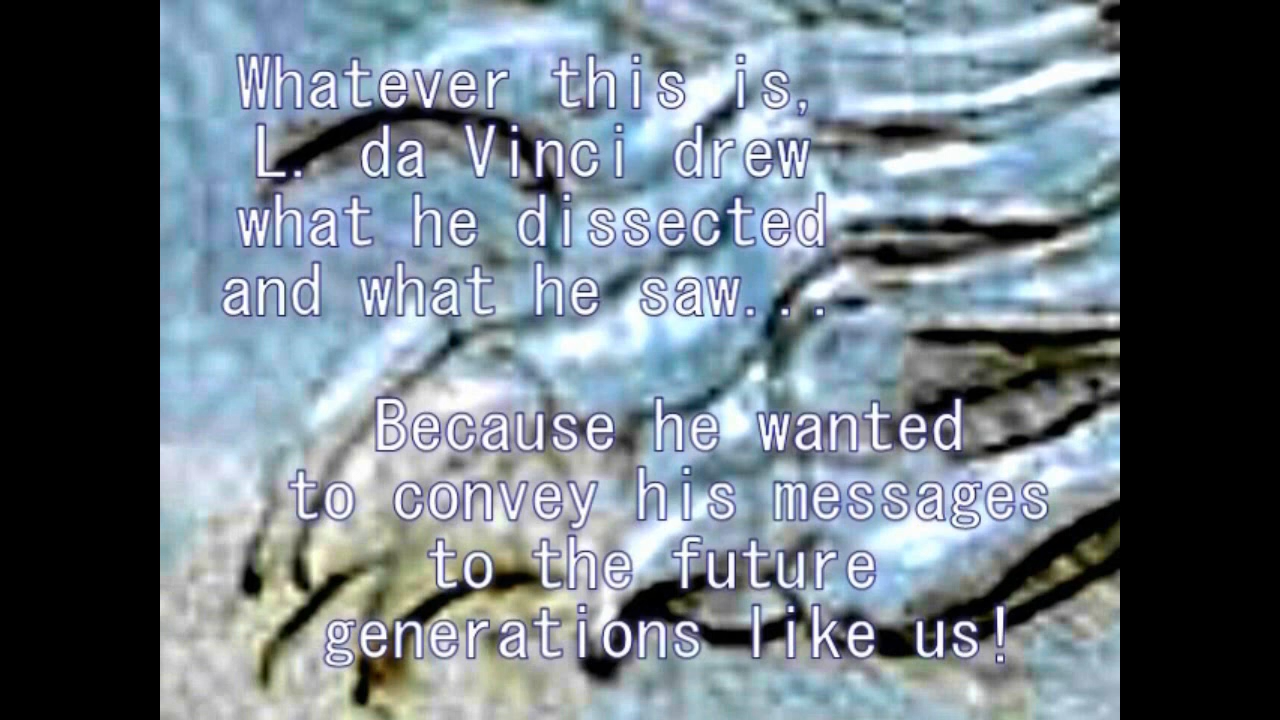 Whatever this is,
L. da Vinci drew
what he dissected
and what he saw...
Because he wanted
to convey his messages
to the future
generations like us!